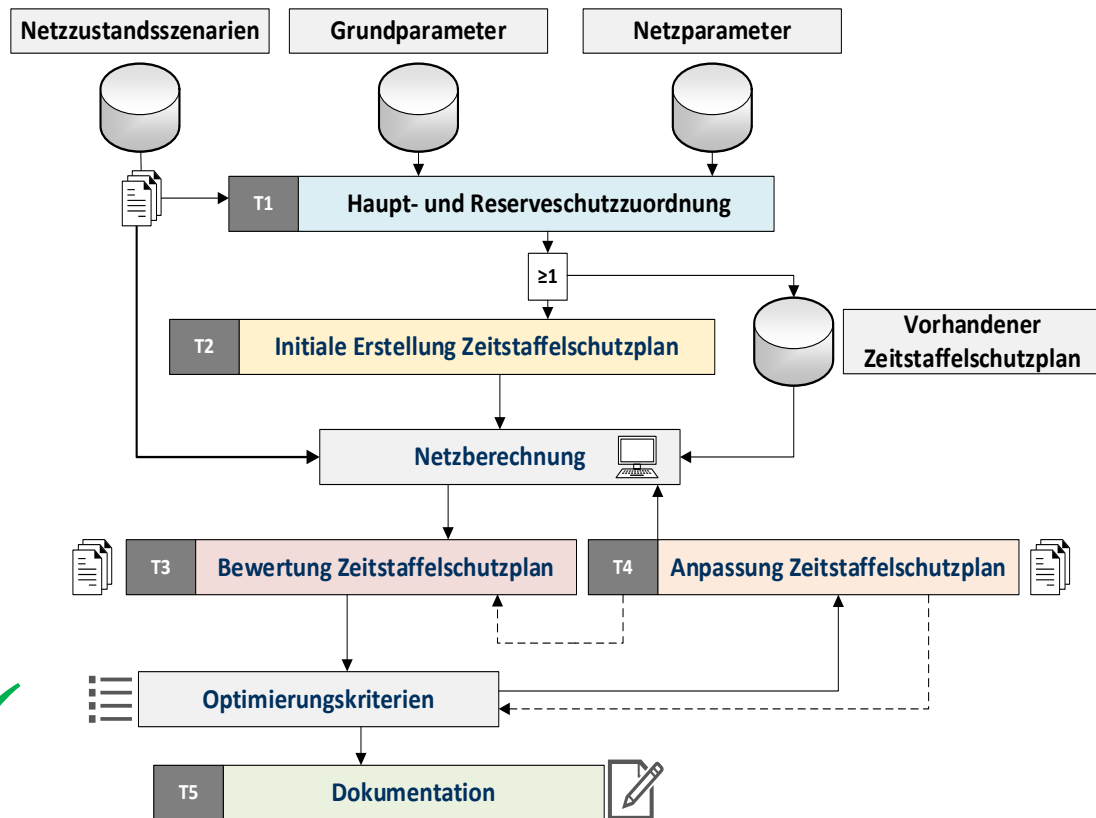 Netzzustandsszenarien
Grundparameter
Netzparameter
T1
Haupt- und Reserveschutzzuordnung
≥1
T2
Initiale Erstellung Zeitstaffelschutzplan
Vorhandener
Zeitstaffelschutzplan
Netzberechnung
T3
Bewertung Zeitstaffelschutzplan
T4
Anpassung Zeitstaffelschutzplan
Optimierungskriterien
T5
Dokumentation